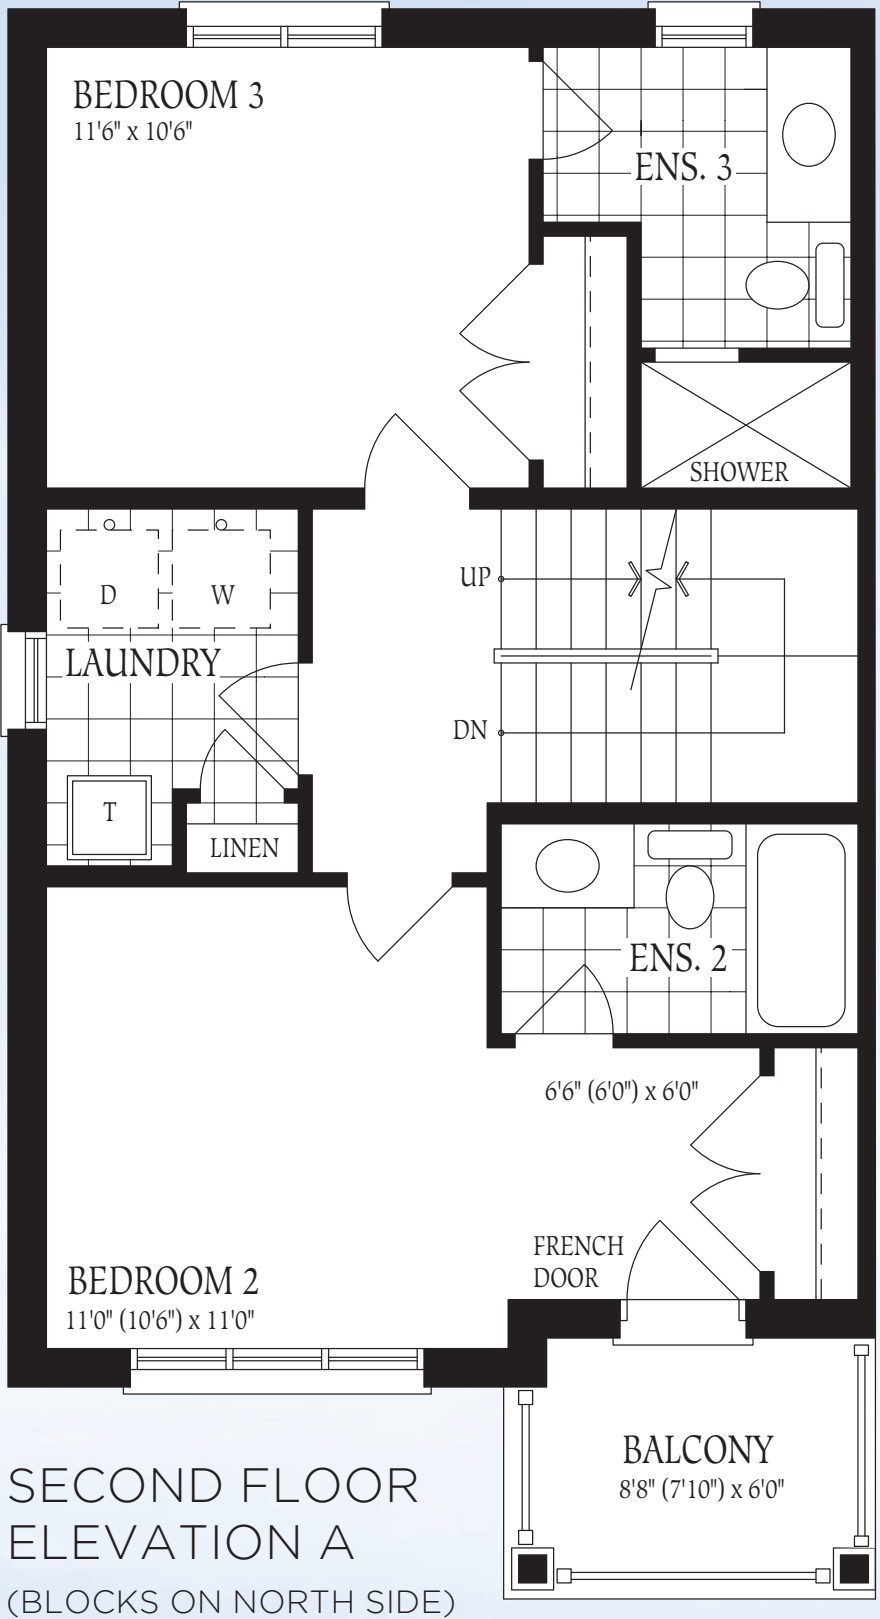 BEDROOM 3
11'6" x 10'6"
ENS. 3
SHOWER
UP
D
W
LAUNDRY
DN
T
LINEN
ENS. 2
6'6" (6'0") x 6'0"
FRENCH
DOOR
BEDROOM 2
11'0" (10'6") x 11'0"
BALCONY
8'8" (7'10") x 6'0"
SECOND FLOOR
ELEVATION A
(BLOCKS ON NORTH SIDE)